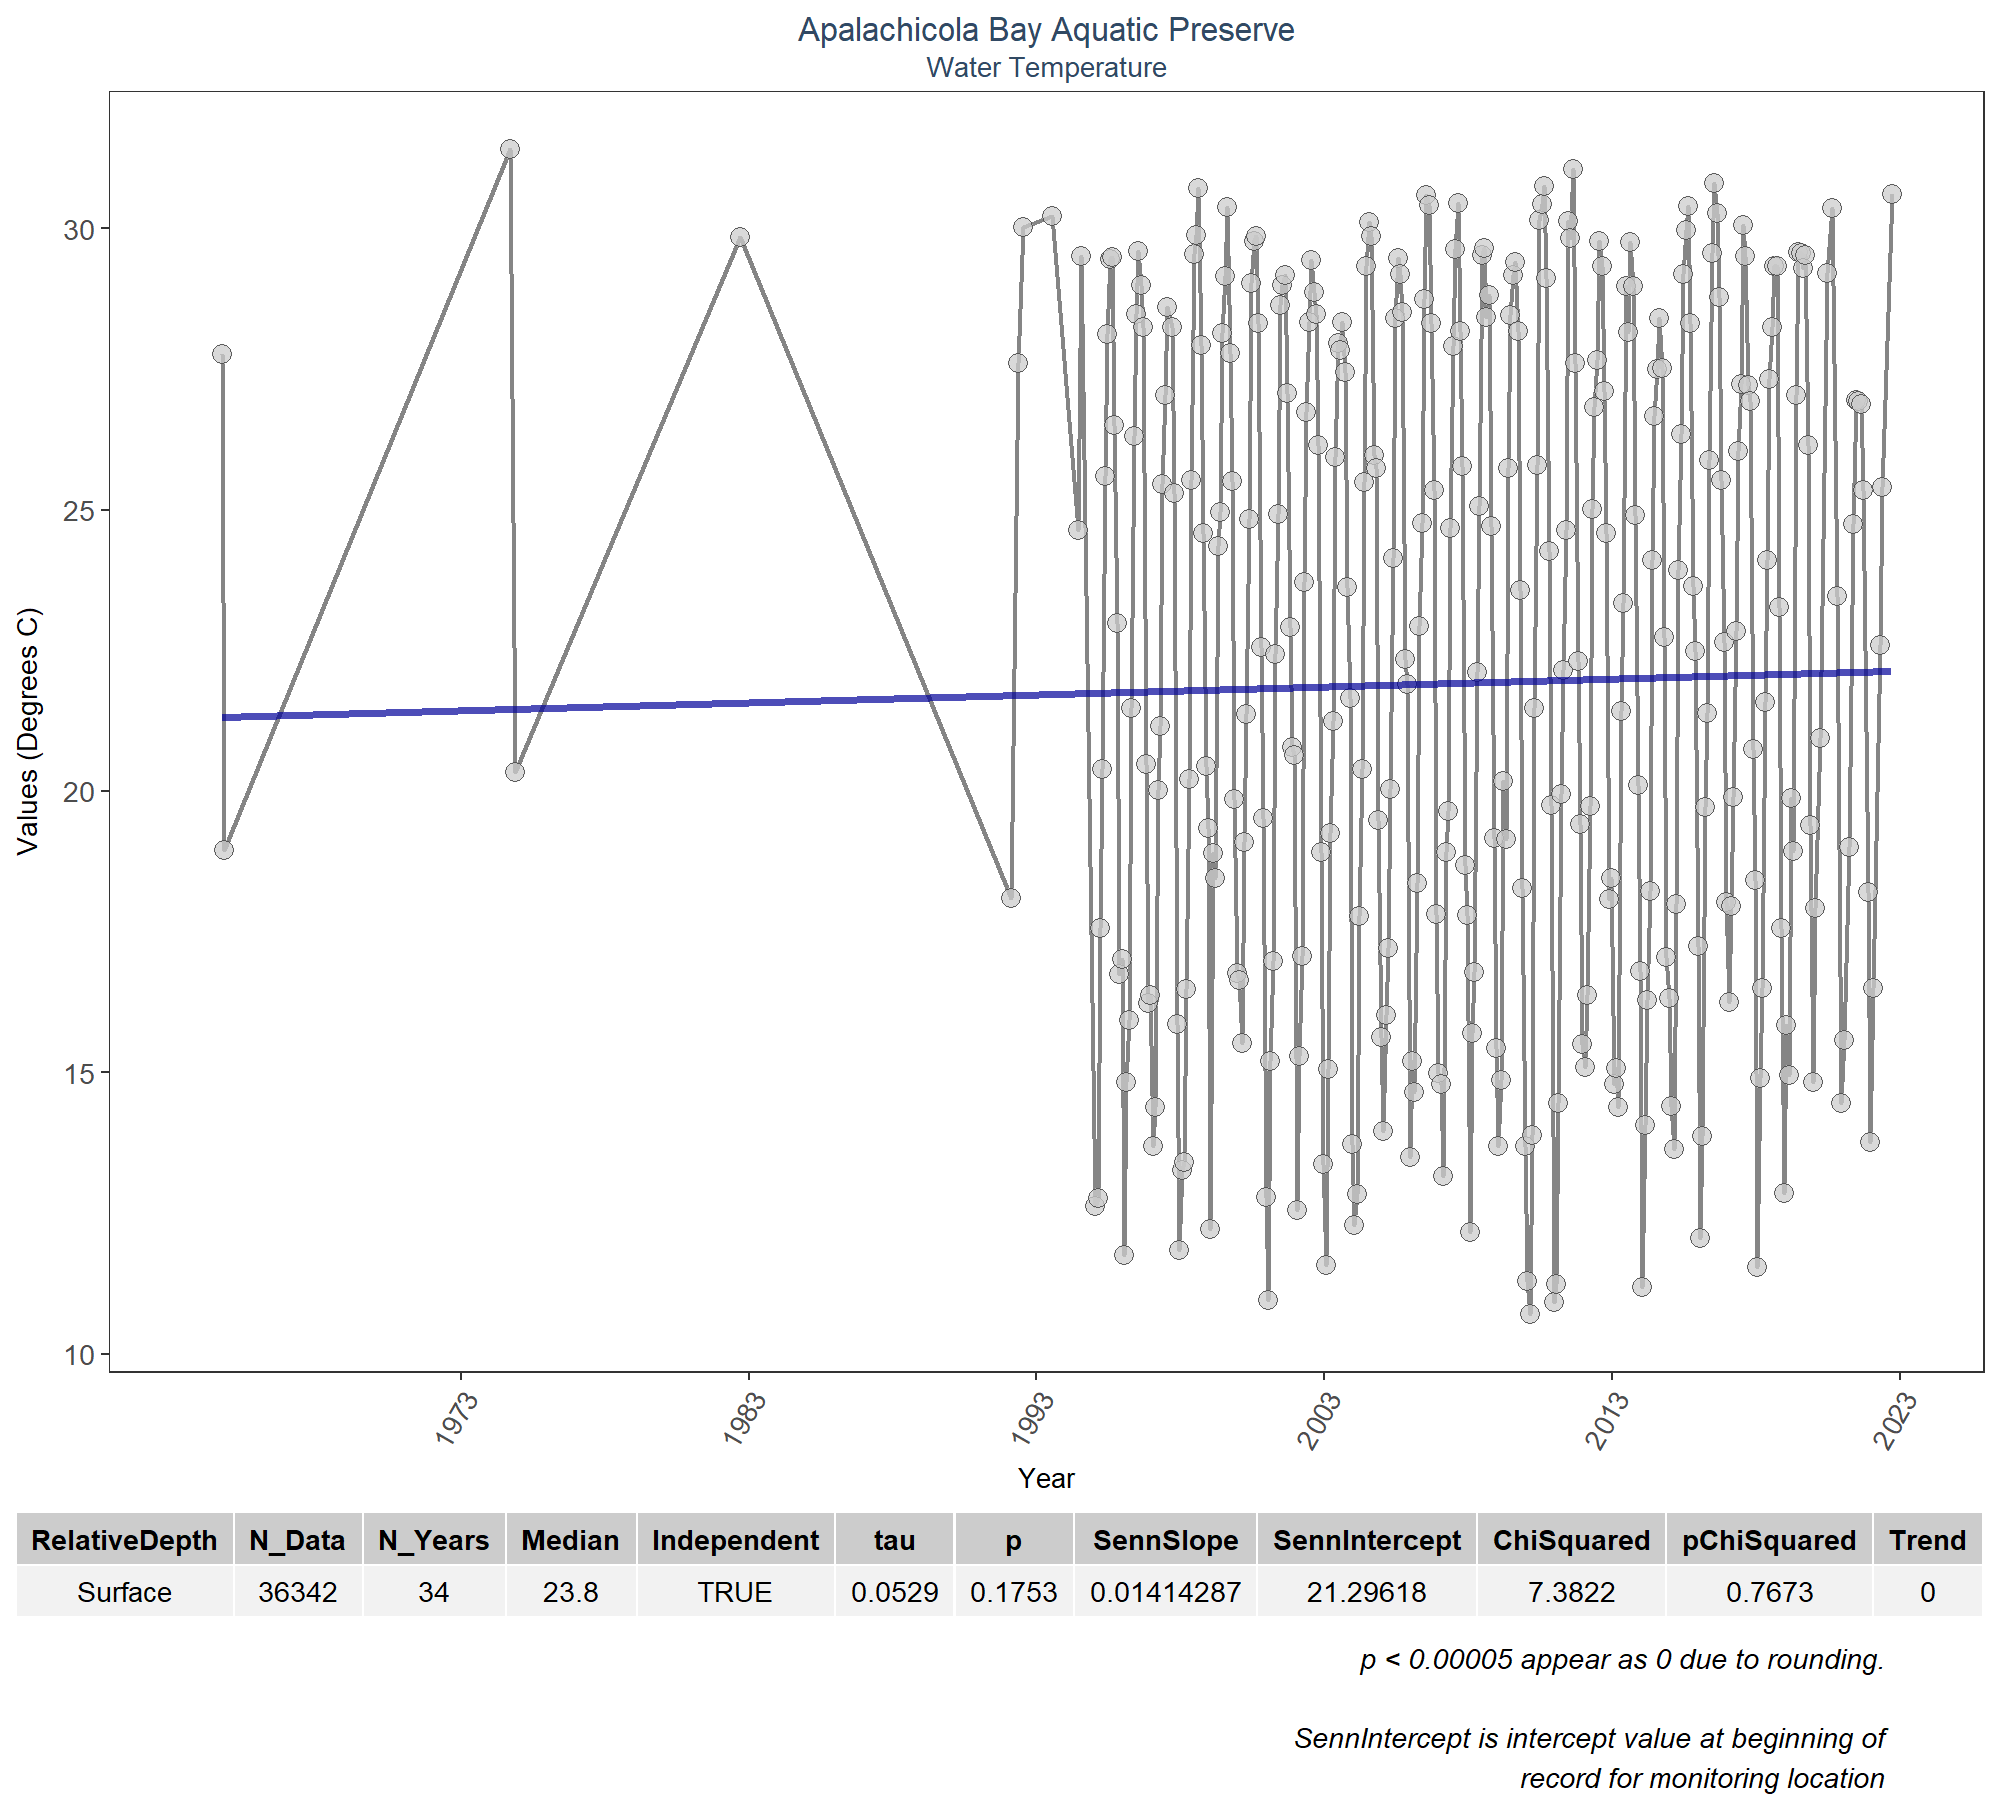 Apalachicola Bay Aquatic Preserve
Water Temperature
Values (Degrees C)
30
25
20
15
10
1973
1983
1993
2003
2013
2023
Year
RelativeDepth N_Data N_Years Median Independent tau p SennSlope SennIntercept ChiSquared pChiSquared Trend
Surface 36342 34 23.8 TRUE 0.0529 0.1753 0.01414287 21.29618 7.3822 0.7673 0
p < 0.00005 appear as 0 due to rounding.
SennIntercept is intercept value at beginning of
record for monitoring location